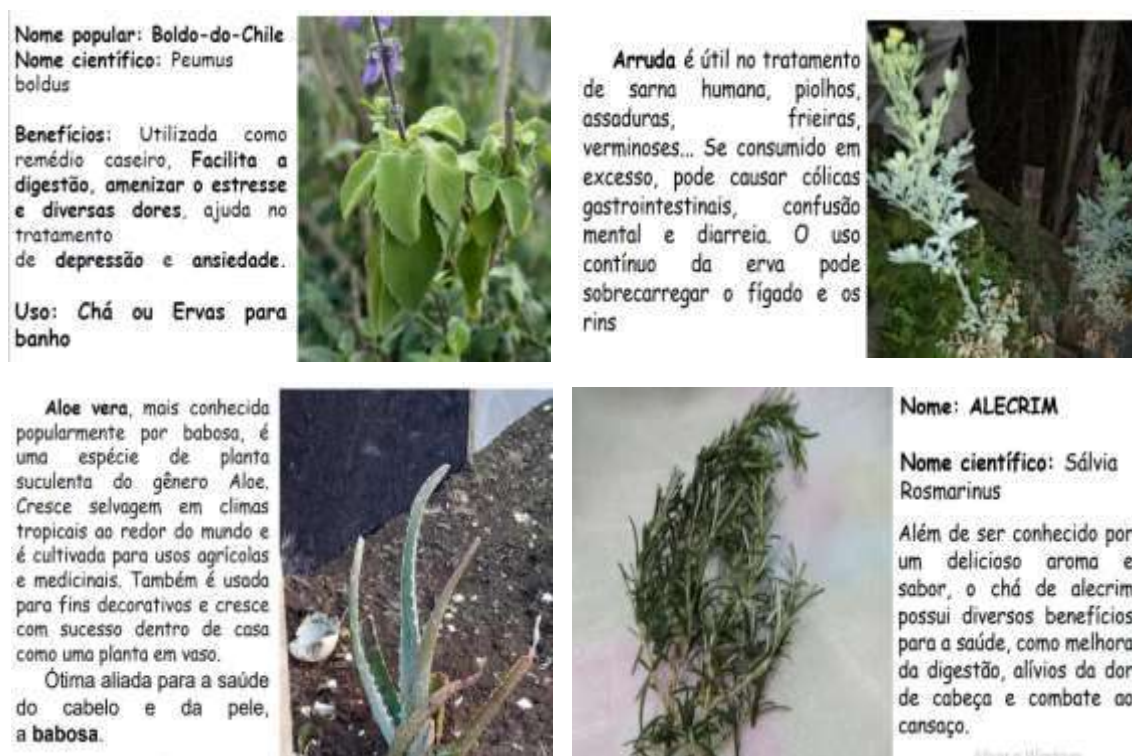 Nome popular: Boldo-do-Chile
Nome científico: Peumus
boldus
Benefícios: Utilizada como
remédio caseiro, Facilita a
digestão, amenizar o estresse
e diversas dores, ajuda no
tratamento
de depressão e ansiedade.
Uso: Chá ou Ervas para
banho
Arruda é útil no tratamento
de sarna humana, piolhos,
assaduras, frieiras,
verminoses... Se consumido em
excesso, pode causar cólicas
gastrointestinais, confusão
mental e diarreia. O uso
contínuo da erva pode
sobrecarregar o fígado e os
rins
Aloe vera, mais conhecida
popularmente por babosa, é
uma espécie de planta
suculenta do gênero Aloe.
Cresce selvagem em climas
tropicais ao redor do mundo e
é cultivada para usos agrícolas
e medicinais. Também é usada
para fins decorativos e cresce
com sucesso dentro de casa
como uma planta em vaso.
Ótima aliada para a saúde
do cabelo e da pele,
a babosa.
Nome: ALECRIM
Nome científico: Sálvia
Rosmarinus
Além de ser conhecido por
um delicioso aroma e
sabor, o chá de alecrim
possui diversos benefícios
para a saúde, como melhora
da digestão, alívios da dor
de cabeça e combate ao
cansaço.